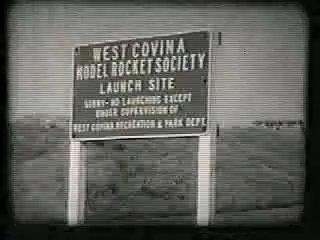 WEST COVINA
MODEL ROCKET SOCIETY
LAUNCH SITE
SORRY-NO LAUNCHING EXCEPT
UNDER SUPERVISION OF
WEST COVINA RECREATION & PARK DEPT.